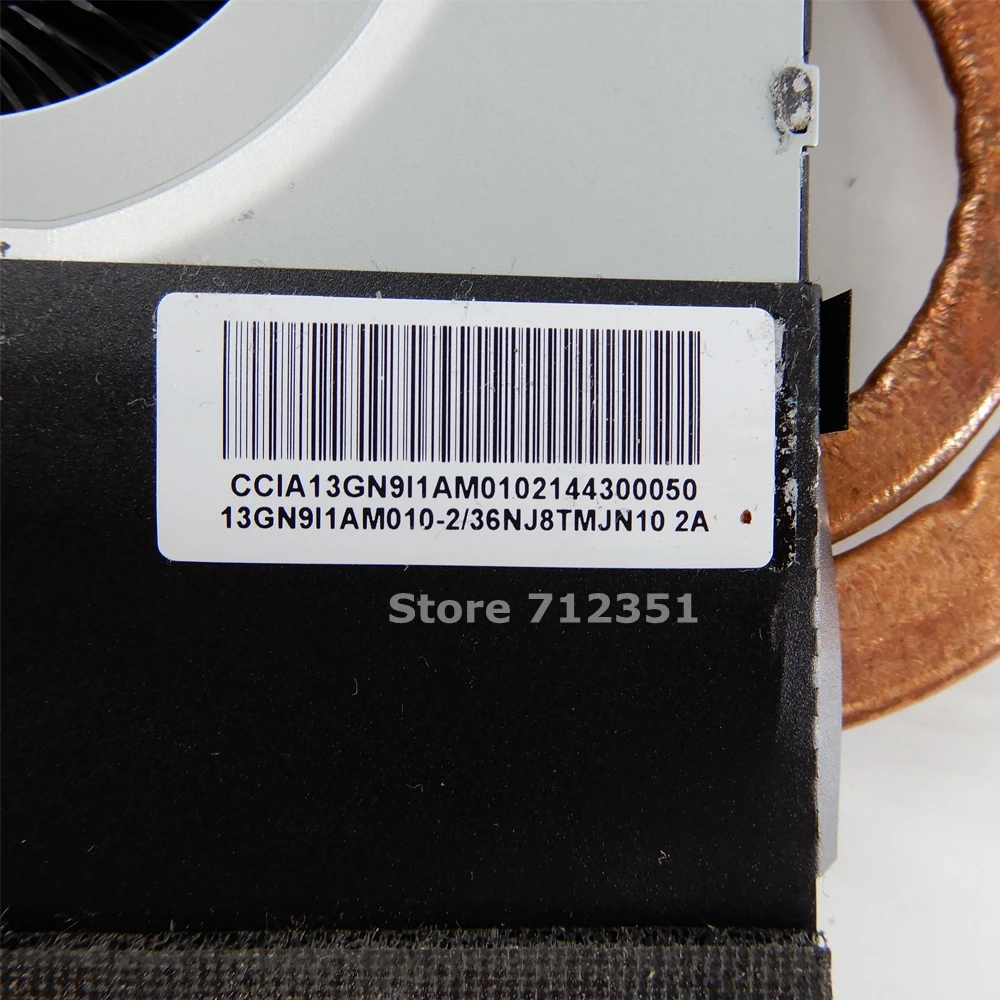 CCIA13GN9I1AM0102144300050
13GN9I1AM010-2/36NJ8TMJN10 2A
Store 712351